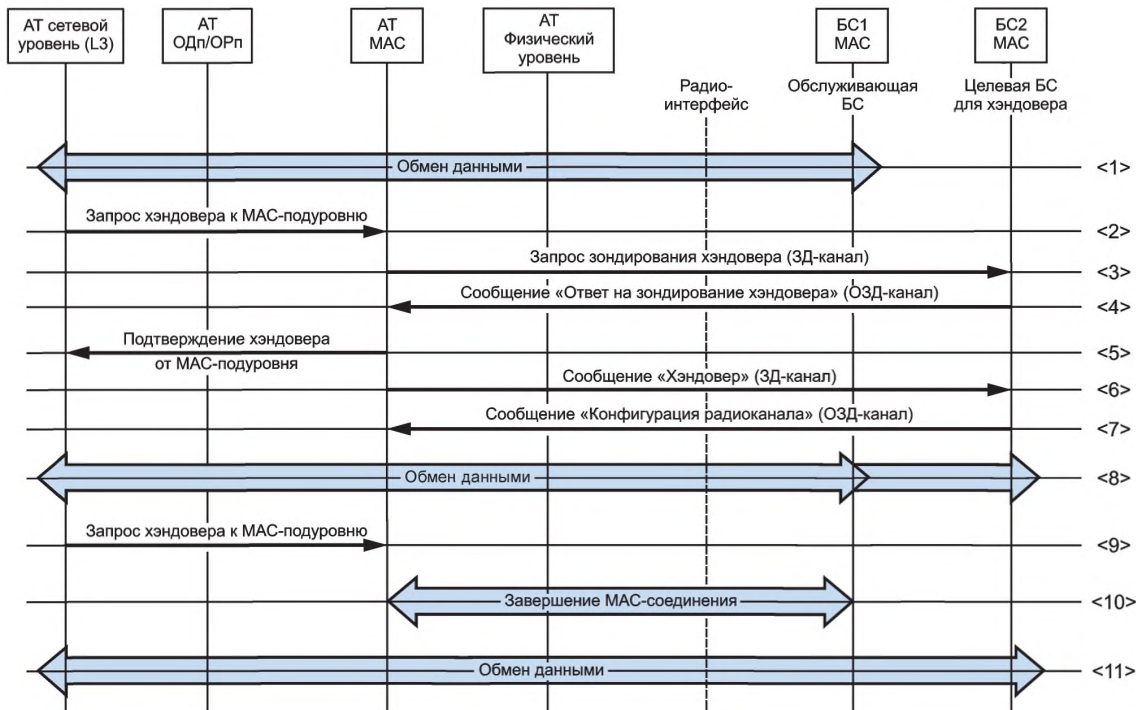 АТ сетевой
уровень (L3)
АТ
ОДп/ОРп
АТ
МАС
АТ
Физический
уровень
БС1
МАС
БС2
МАС
Радио-
интерфейс
Обслуживающая
БС
Целевая БС
для хэндовера
Обмен данными
<1>
Запрос хэндовера к МАС-подуровню
<2>
Запрос зондирования хэндовера (ЗД-канал)
<3>
Сообщение «Ответ на зондирование хэндовера» (ОЗД-канал)
<4>
Подтверждение хэндовера
от МАС-подуровня
<5>
Сообщение «Хэндовер» (ЗД-канал)
<6>
Сообщение «Конфигурация радиоканала» (ОЗД-канал)
<7>
Обмен данными
<8>
Запрос хэндовера к МАС-подуровню
<9>
Завершение МАС-соединения
<10>
Обмен данными
<11>